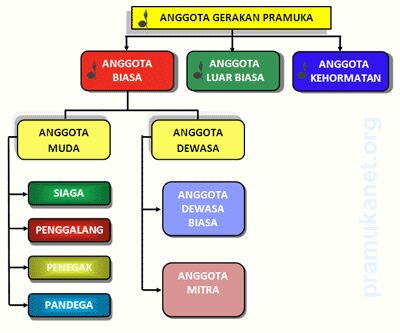 ANGGOTA GERAKAN PRAMUKA
ANGGOTA
BIASA
ANGGOTA
LUAR BIASA
ANGGOTA
KEHORMATAN
ANGGOTA
MUDA
ANGGOTA
DEWASA
SIAGA
PENGGALANG
PENEGAK
PANDEGA
ANGGOTA
DEWASA
BIASA
ANGGOTA
MITRA
pramukanet.org